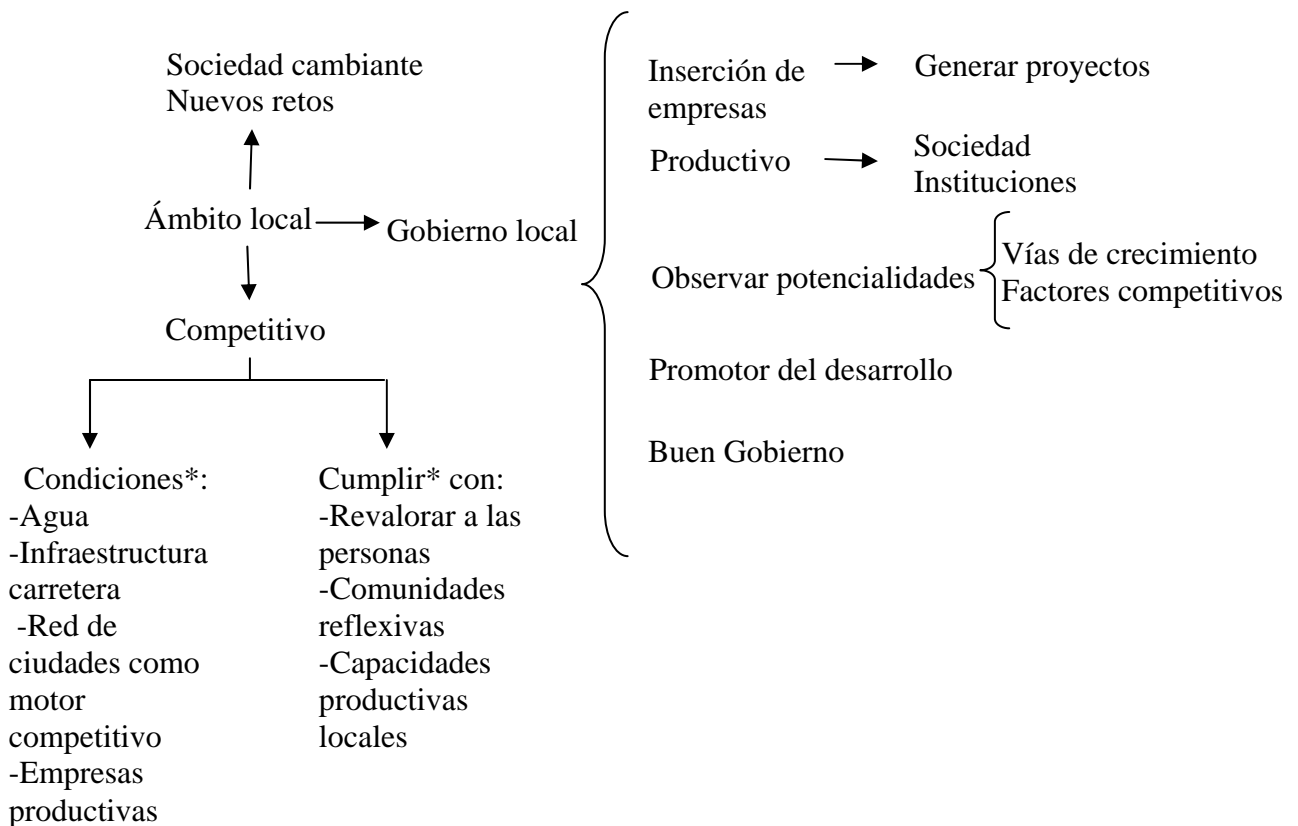 Sociedad cambiante
Nuevos retos
Ámbito local
Gobierno local
Competitivo
Condiciones*:
-Agua
-Infraestructura
carretera
-Red de
ciudades como
motor
competitivo
-Empresas
productivas
Cumplir* con:
-Revalorar a las
personas
-Comunidades
reflexivas
-Capacidades
productivas
locales
Inserción de
empresas
Generar proyectos
Productivo
Sociedad
Instituciones
Observar potencialidades
Vías de crecimiento
Factores competitivos
Promotor del desarrollo
Buen Gobierno